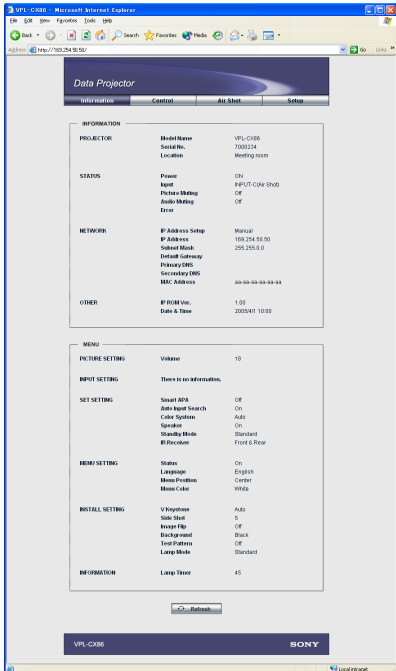 VPL-CX86 - Microsoft Internet Explorer
File Edit View Favorites Tools Help
Back Search Favorites Media
Address http://169.254.50.50/ Go Links
Data Projector
Information Control Air Shot Setup
INFORMATION
PROJECTOR Model Name VPL-CX86
Serial No. 7000234
Location Meeting room
STATUS Power ON
Input INPUT-C(Air Shot)
Picture Muting Off
Audio Muting Off
Error
NETWORK IP Address Setup Manual
IP Address 169.254.50.50
Subnet Mask 255.255.0.0
Default Gateway
Primary DNS
Secondary DNS
MAC Address aa-aa-aa-aa-aa-aa
OTHER IP ROM Ver. 1.00
Date & Time 2005/4/1 10:00
MENU
PICTURE SETTING Volume 18
INPUT SETTING There is no information.
SET SETTING Smart APA Off
Auto Input Search On
Color System Auto
Speaker On
Standby Mode Standard
IR Receiver Front & Rear
MENU SETTING Status On
Language English
Menu Position Center
Menu Color White
INSTALL SETTING V Keystone Auto
Side Shot 5
Image Flip Off
Background Black
Test Pattern Off
Lamp Mode Standard
INFORMATION Lamp Timer 45
Refresh
VPL-CX86 SONY
Local intranet